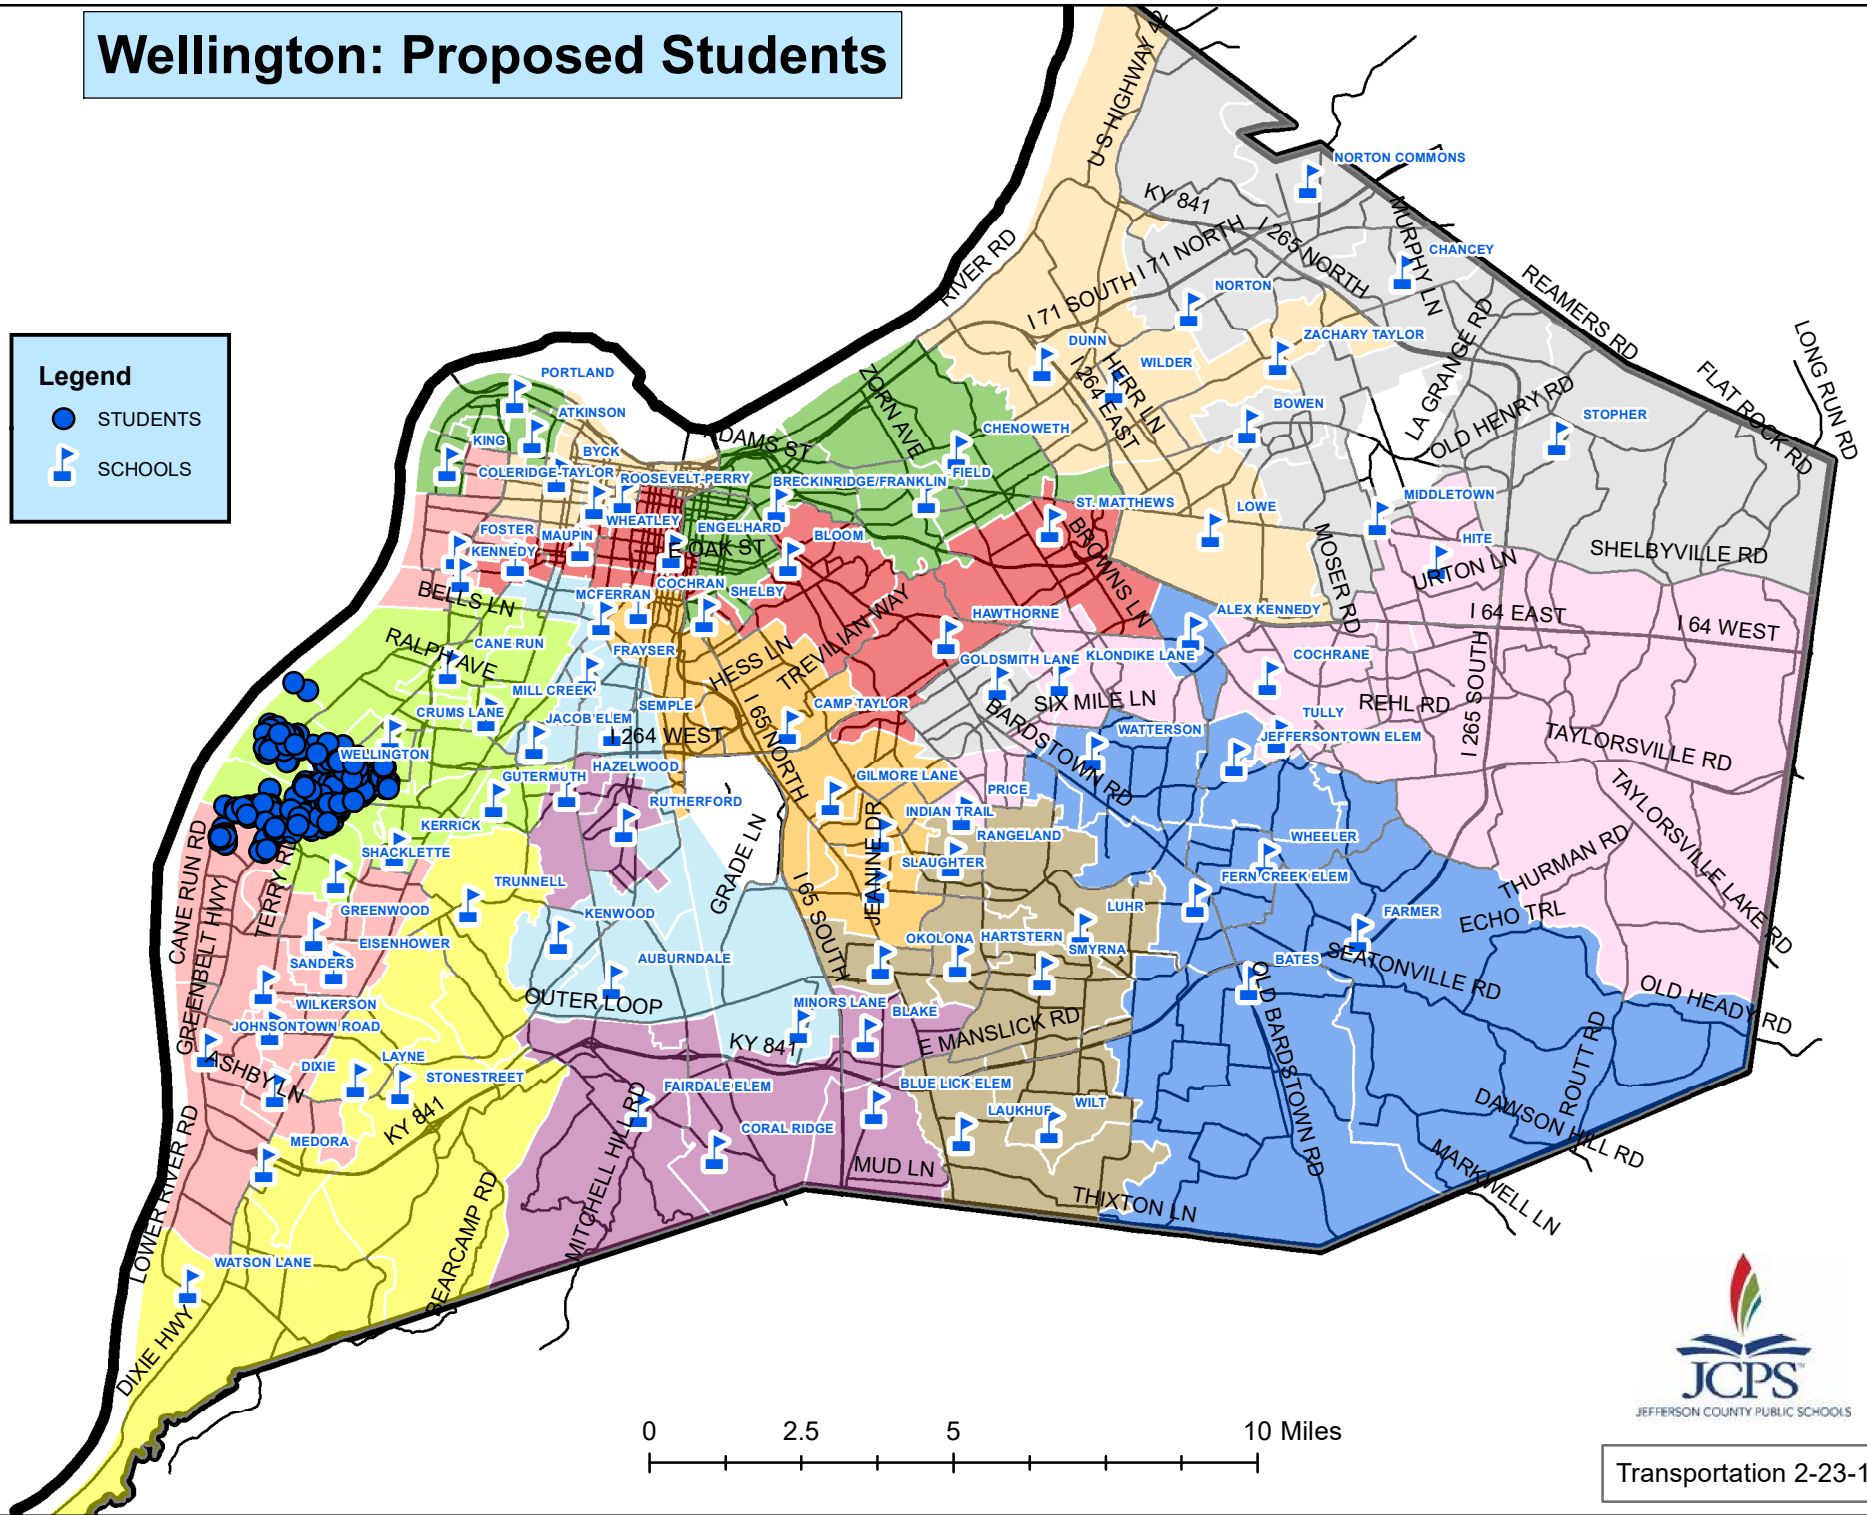 Wellington: Proposed Students
Legend
STUDENTS
SCHOOLS
U S HIGHWAY 42
NORTON COMMONS
KY 841
MURPHY LN
I 265 NORTH
CHANCEY
I 71 NORTH
I 71 SOUTH
RIVER RD
REAMERS RD
NORTON
LONG RUN RD
ZACHARY TAYLOR
DUNN
WILDER
HERR LN
I 264 EAST
LA GRANGE RD
FLAT ROCK RD
PORTLAND
ZORN AVE
OLD HENRY RD
BOWEN
STOPHER
ATKINSON
CHENOWETH
KING
ADAMS ST
BYCK
COLERIDGE-TAYLOR
ROOSEVELT-PERRY
BRECKINRIDGE/FRANKLIN
FIELD
MIDDLETOWN
ST. MATTHEWS
LOWE
WHEATLEY
ENGELHARD
FOSTER
MAUPIN
BLOOM
HITE
E OAK ST
KENNEDY
BROWNS LN
MOSER RD
SHELBYVILLE RD
URTON LN
COCHRAN
SHELBY
BELLS LN
MCFERRAN
TREVILIAN WAY
HAWTHORNE
ALEX KENNEDY
I 64 EAST
I 64 WEST
RALPH AVE
CANE RUN
FRAYSER
HESS LN
GOLDSMITH LANE
KLONDIKE LANE
COCHRANE
MILL CREEK
SEMPLE
CAMP TAYLOR
SIX MILE LN
REHL RD
I 265 SOUTH
CRUMS LANE
JACOB ELEM
I 65 NORTH
BARDSTOWN RD
TULLY
I 264 WEST
WATTERSON
JEFFERSONTOWN ELEM
TAYLORSVILLE RD
WELLINGTON
GUTERMUTH
HAZELWOOD
GILMORE LANE
PRICE
RUTHERFORD
INDIAN TRAIL
KERRICK
RANGELAND
WHEELER
TAYLORSVILLE LAKE RD
CANE RUN RD
TERRY RD
SHACKLETTE
GRADE LN
JEANINE DR
SLAUGHTER
THURMAN RD
TRUNNELL
I 65 SOUTH
FERN CREEK ELEM
GREENBELT HWY
GREENWOOD
KENWOOD
LUHR
FARMER
ECHO TRL
EISENHOWER
OKOLONA
HARTSTERN
SMYRNA
SANDERS
AUBURNDALE
BATES
SEATONVILLE RD
OUTER LOOP
OLD HEADY RD
WILKERSON
MINORS LANE
BLAKE
JOHNSONTOWN ROAD
KY 841
E MANSLICK RD
OLD BARDSTOWN RD
ROUTT RD
ASHBY LN
DIXIE
LAYNE
STONESTREET
FAIRDALE ELEM
BLUE LICK ELEM
LAUKHUF
WILT
DAWSON HILL RD
KY 841
LOWER RIVER RD
MEDORA
MITCHELL HILL RD
CORAL RIDGE
MUD LN
MARKWELL LN
BEARCAMP RD
THIXTON LN
WATSON LANE
DIXIE HWY
JCPS
JEFFERSON COUNTY PUBLIC SCHOOLS
0 2.5 5 10 Miles
Transportation 2-23-1